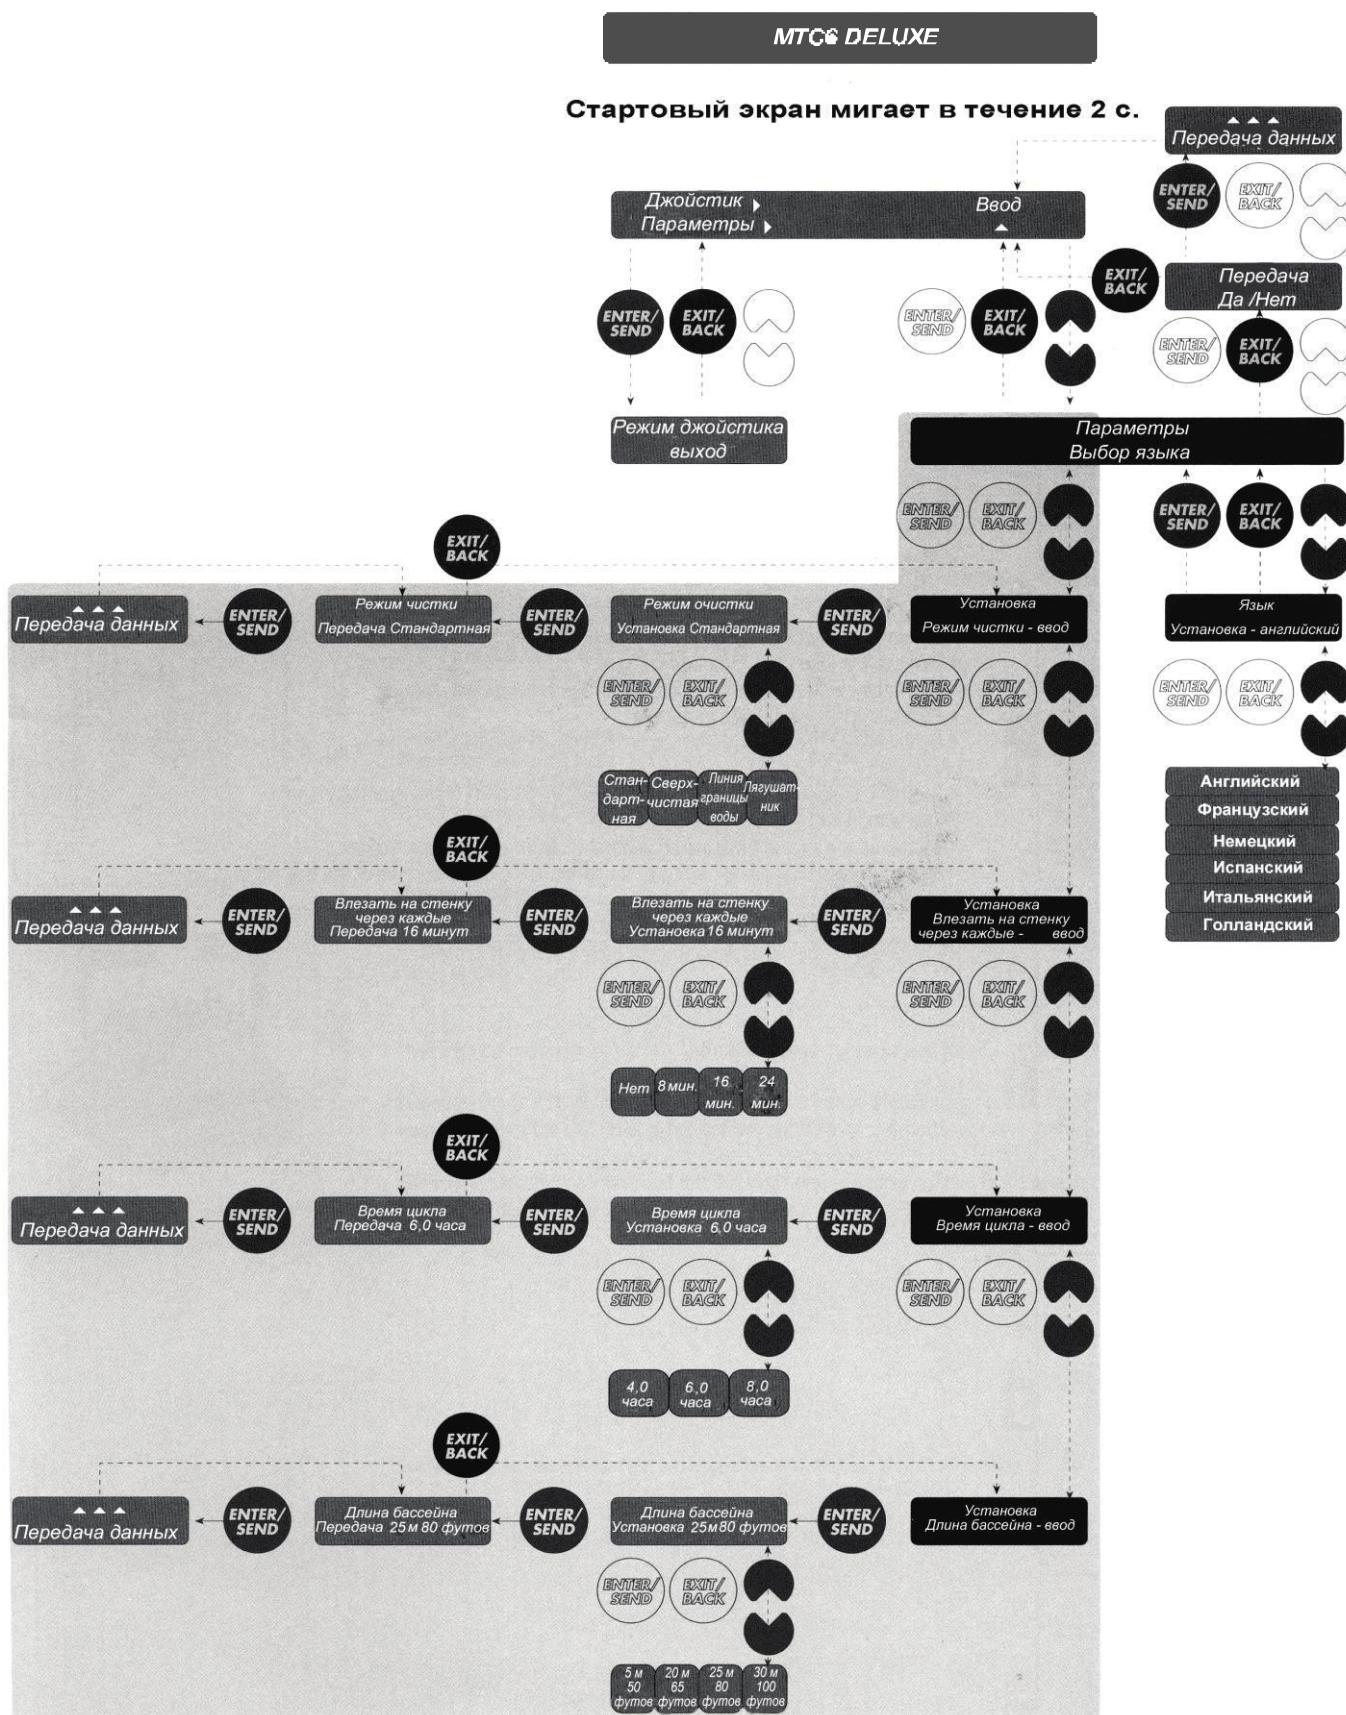 MTC6 DELUXE
Стартовый экран мигает в течение 2 с.
Передача данных
ENTER/
SEND
EXIT/
BACK
Джойстик
Параметры
Ввод
EXIT/
BACK
Передача
Да /Нет
ENTER/
SEND
EXIT/
BACK
ENTER/
SEND
EXIT/
BACK
ENTER/
SEND
EXIT/
BACK
Режим джойстика
выход
Параметры
Выбор языка
ENTER/
SEND
EXIT/
BACK
ENTER/
SEND
EXIT/
BACK
EXIT/
BACK
Передача данных
ENTER/
SEND
Режим чистки
Передача Стандартная
ENTER/
SEND
Режим очистки
Установка Стандартная
ENTER/
SEND
Установка
Режим чистки - ввод
Язык
Установка - английский
ENTER/
SEND
EXIT/
BACK
ENTER/
SEND
EXIT/
BACK
ENTER/
SEND
EXIT/
BACK
Стан-
дарт-
ная
Сверх-
чистая
Линия
границы
воды
Лягушат-
ник
Английский
Французский
Немецкий
Испанский
Итальянский
Голландский
EXIT/
BACK
Передача данных
ENTER/
SEND
Влезать на стенку
через каждые
Передача 16 минут
ENTER/
SEND
Влезать на стенку
через каждые
Установка 16 минут
ENTER/
SEND
Установка
Влезать на стенку
через каждые - ввод
ENTER/
SEND
EXIT/
BACK
ENTER/
SEND
EXIT/
BACK
Нет
8 мин.
16
мин.
24
мин.
EXIT/
BACK
Передача данных
ENTER/
SEND
Время цикла
Передача 6,0 часа
ENTER/
SEND
Время цикла
Установка 6,0 часа
ENTER/
SEND
Установка
Время цикла - ввод
ENTER/
SEND
EXIT/
BACK
ENTER/
SEND
EXIT/
BACK
4,0
часа
6,0
часа
8,0
часа
EXIT/
BACK
Передача данных
ENTER/
SEND
Длина бассейна
Передача 25 м 80 футов
ENTER/
SEND
Длина бассейна
Установка 25м80 футов
ENTER/
SEND
Установка
Длина бассейна - ввод
ENTER/
SEND
EXIT/
BACK
5 м
50
футов
20 м
65
футов
25 м
80
футов
30 м
100
футов